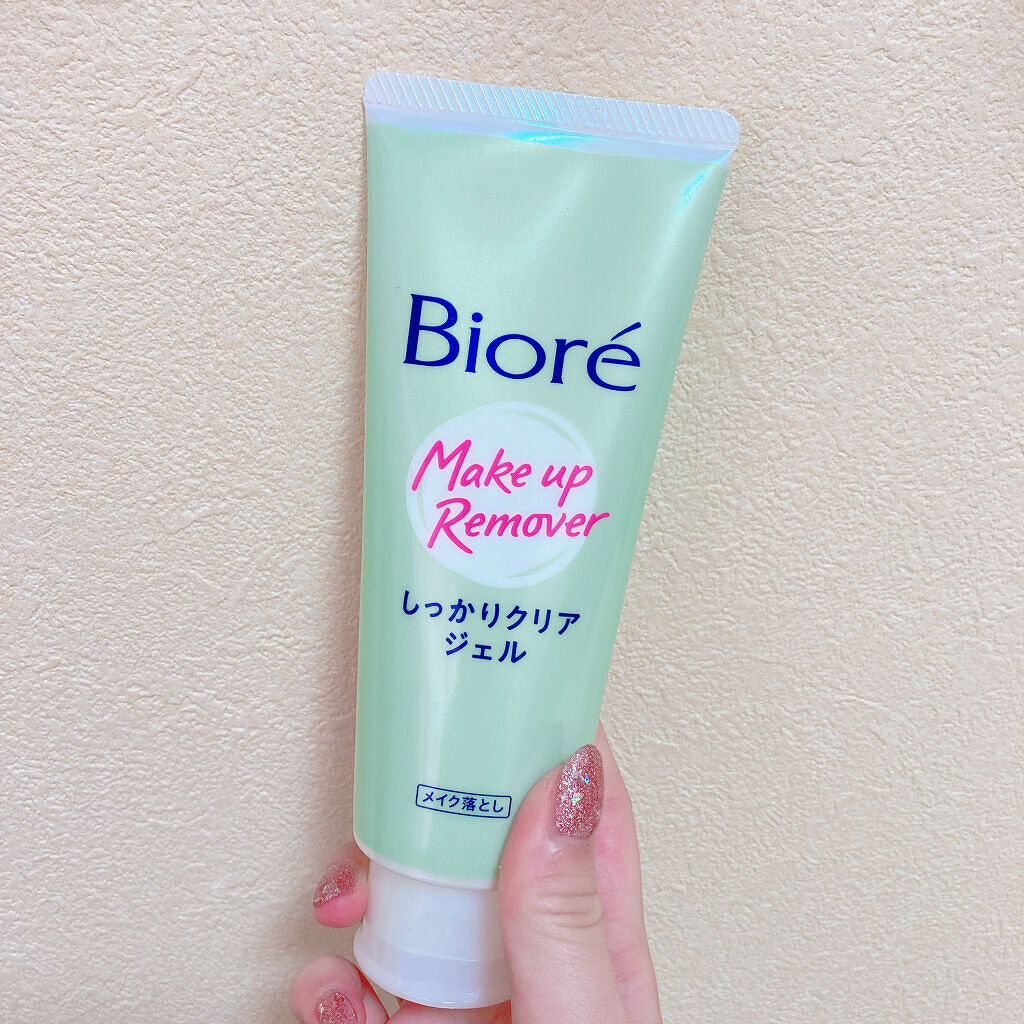 Bioré
Make up
Remover
しっかりクリア
ジェル
メイク落とし